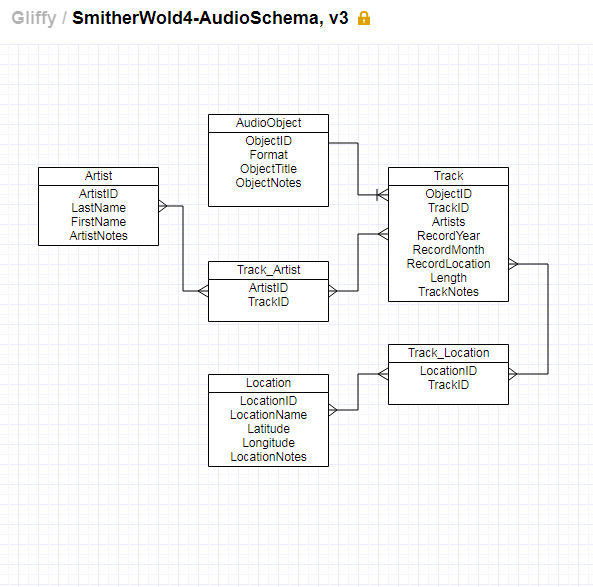 Gliffy / SmitherWold4-AudioSchema, v3
AudioObject
ObjectID
Format
ObjectTitle
ObjectNotes
Artist
ArtistID
LastName
FirstName
ArtistNotes
Track
ObjectID
TrackID
Artists
RecordYear
RecordMonth
RecordLocation
Length
TrackNotes
Track_Artist
ArtistID
TrackID
Track_Location
LocationID
TrackID
Location
LocationID
LocationName
Latitude
Longitude
LocationNotes